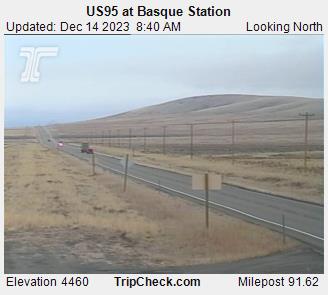 US95 at Basque Station
Updated: Dec 14 2023 8:40 AM Looking North
Elevation 4460 TripCheck.com Milepost 91.62